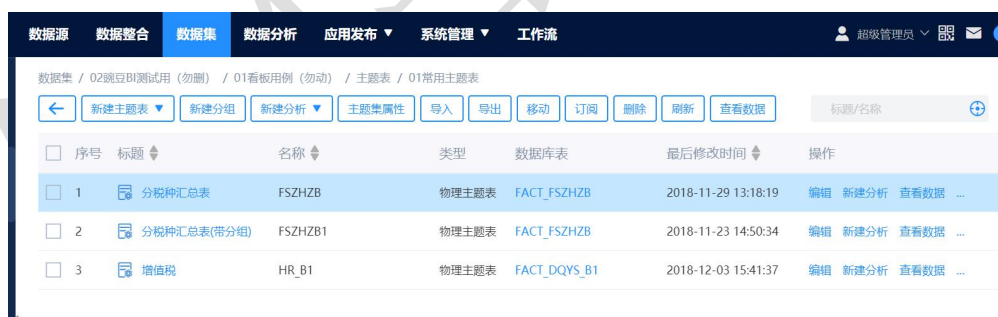 数据源 数据整合 数据集 数据分析 应用发布 ▼ 系统管理 ▼ 工作流 超级管理员
数据集 / 02豌豆BI测试用（勿删） / 01看板用例（勿动） / 主题表 / 01常用主题表
新建主题表 ▼ 新建分组 新建分析 ▼ 主题集属性 导入 导出 移动 订阅 删除 刷新 查看数据 标题/名称
序号 标题 名称 类型 数据库表 最后修改时间 操作
1 分税种汇总表 FSZHZB 物理主题表 FACT_FSZHZB 2018-11-29 13:18:19 编辑 新建分析 查看数据 ...
2 分税种汇总表(带分组) FSZHZB1 物理主题表 FACT_FSZHZB 2018-11-23 14:50:34 编辑 新建分析 查看数据 ...
3 增值税 HR_B1 物理主题表 FACT_DQYS_B1 2018-12-03 15:41:37 编辑 新建分析 查看数据 ...